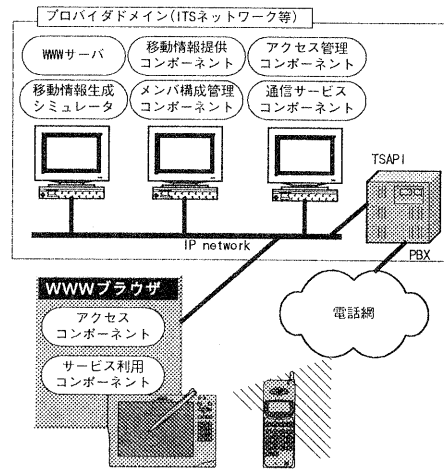 プロバイダドメイン(ITSネットワーク等)
WWWサーバ
移動情報提供
コンポーネント
アクセス管理
コンポーネント
移動情報生成
シミュレータ
メンバ構成管理
コンポーネント
通信サービス
コンポーネント
TSAPI
IP network
PBX
WWWブラウザ
アクセス
コンポーネント
サービス利用
コンポーネント
電話網